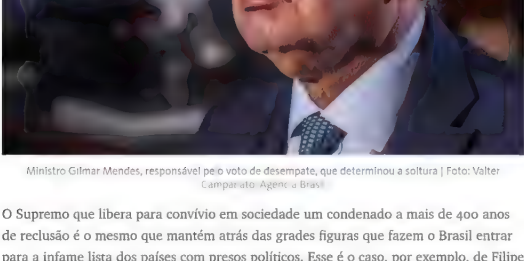 Ministro Gilmar Mendes, responsável pelo voto de desempate, que determinou a soltura | Foto: Valter
Campanato Agência Brasil
O Supremo que libera para convívio em sociedade um condenado a mais de 400 anos
de reclusão é o mesmo que mantém atrás das grades figuras que fazem o Brasil entrar
para a infame lista dos países com presos políticos. Esse é o caso, por exemplo, de Filipe